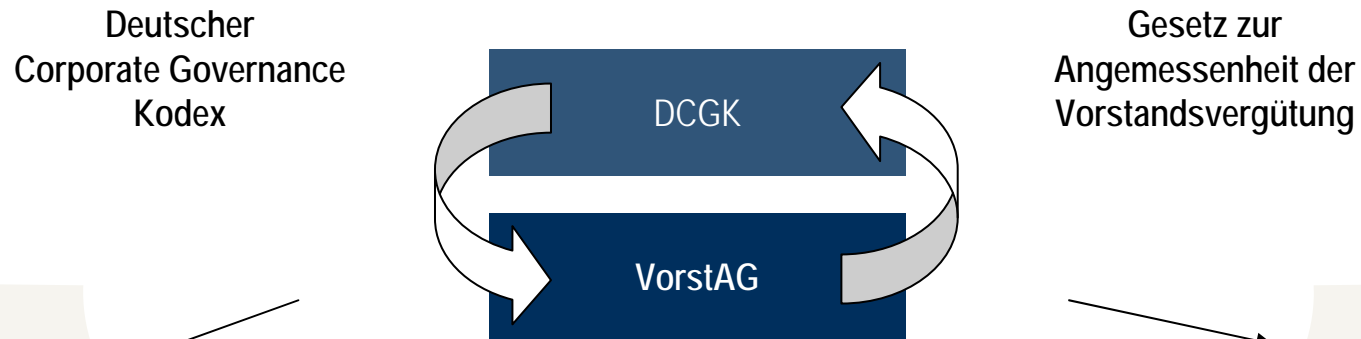 Deutscher
Corporate Governance
Kodex
DCGK
VorstAG
Gesetz zur
Angemessenheit der
Vorstandsvergütung